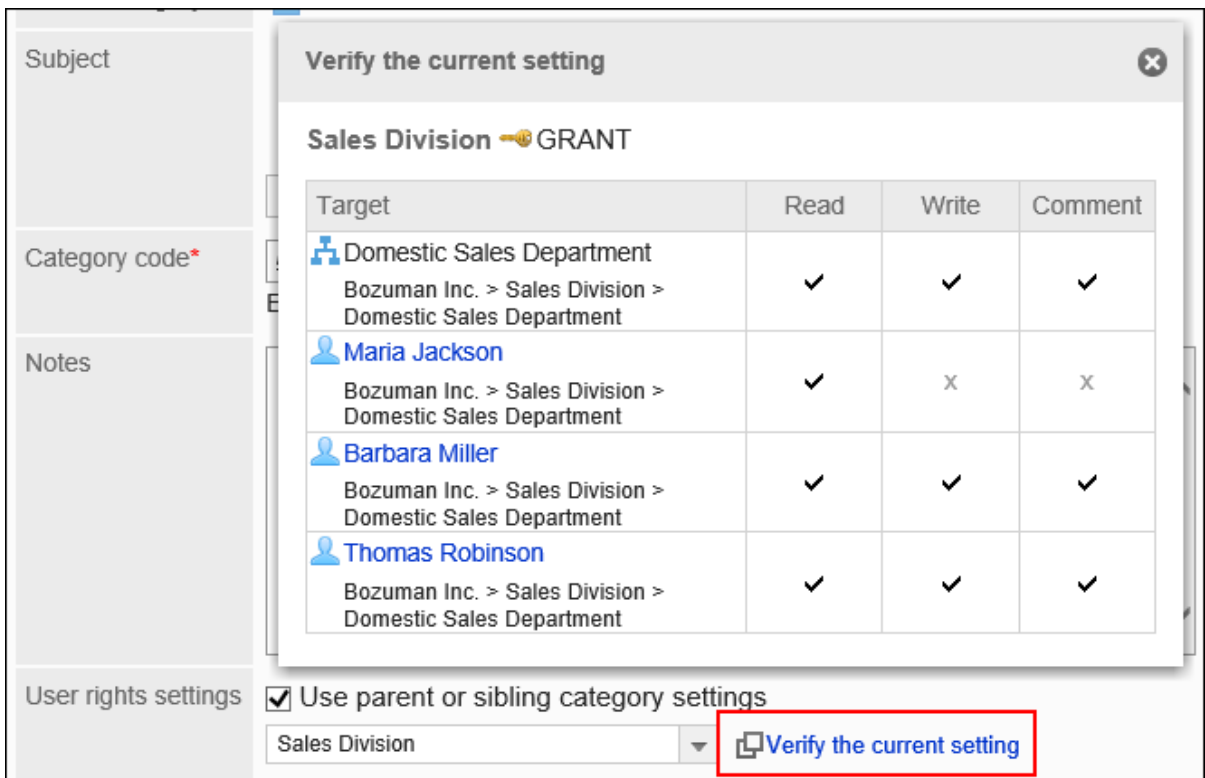 Subject
Verify the current setting
Sales Division GRANT
Target Read Write Comment
Domestic Sales Department
Bozuman Inc. > Sales Division >
Domestic Sales Department
Category code*
Maria Jackson
Bozuman Inc. > Sales Division >
Domestic Sales Department
x x
Notes
Barbara Miller
Bozuman Inc. > Sales Division >
Domestic Sales Department
Thomas Robinson
Bozuman Inc. > Sales Division >
Domestic Sales Department
User rights settings
Use parent or sibling category settings
Sales Division
Verify the current setting